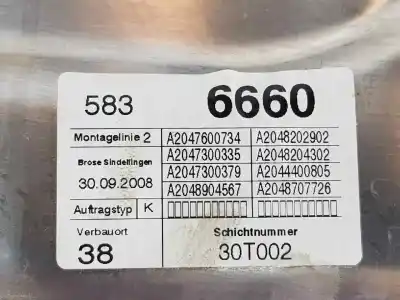 583 6660
Montagelinie 2 A2047600734 A2048202902
Brose Sindelfingen A2047300335 A2048204302
30.09.2008 A2047300379 A2044400805
A2048904567 A2048707726
Auftragstyp K
Verbauort Schichtnummer
38 30T002